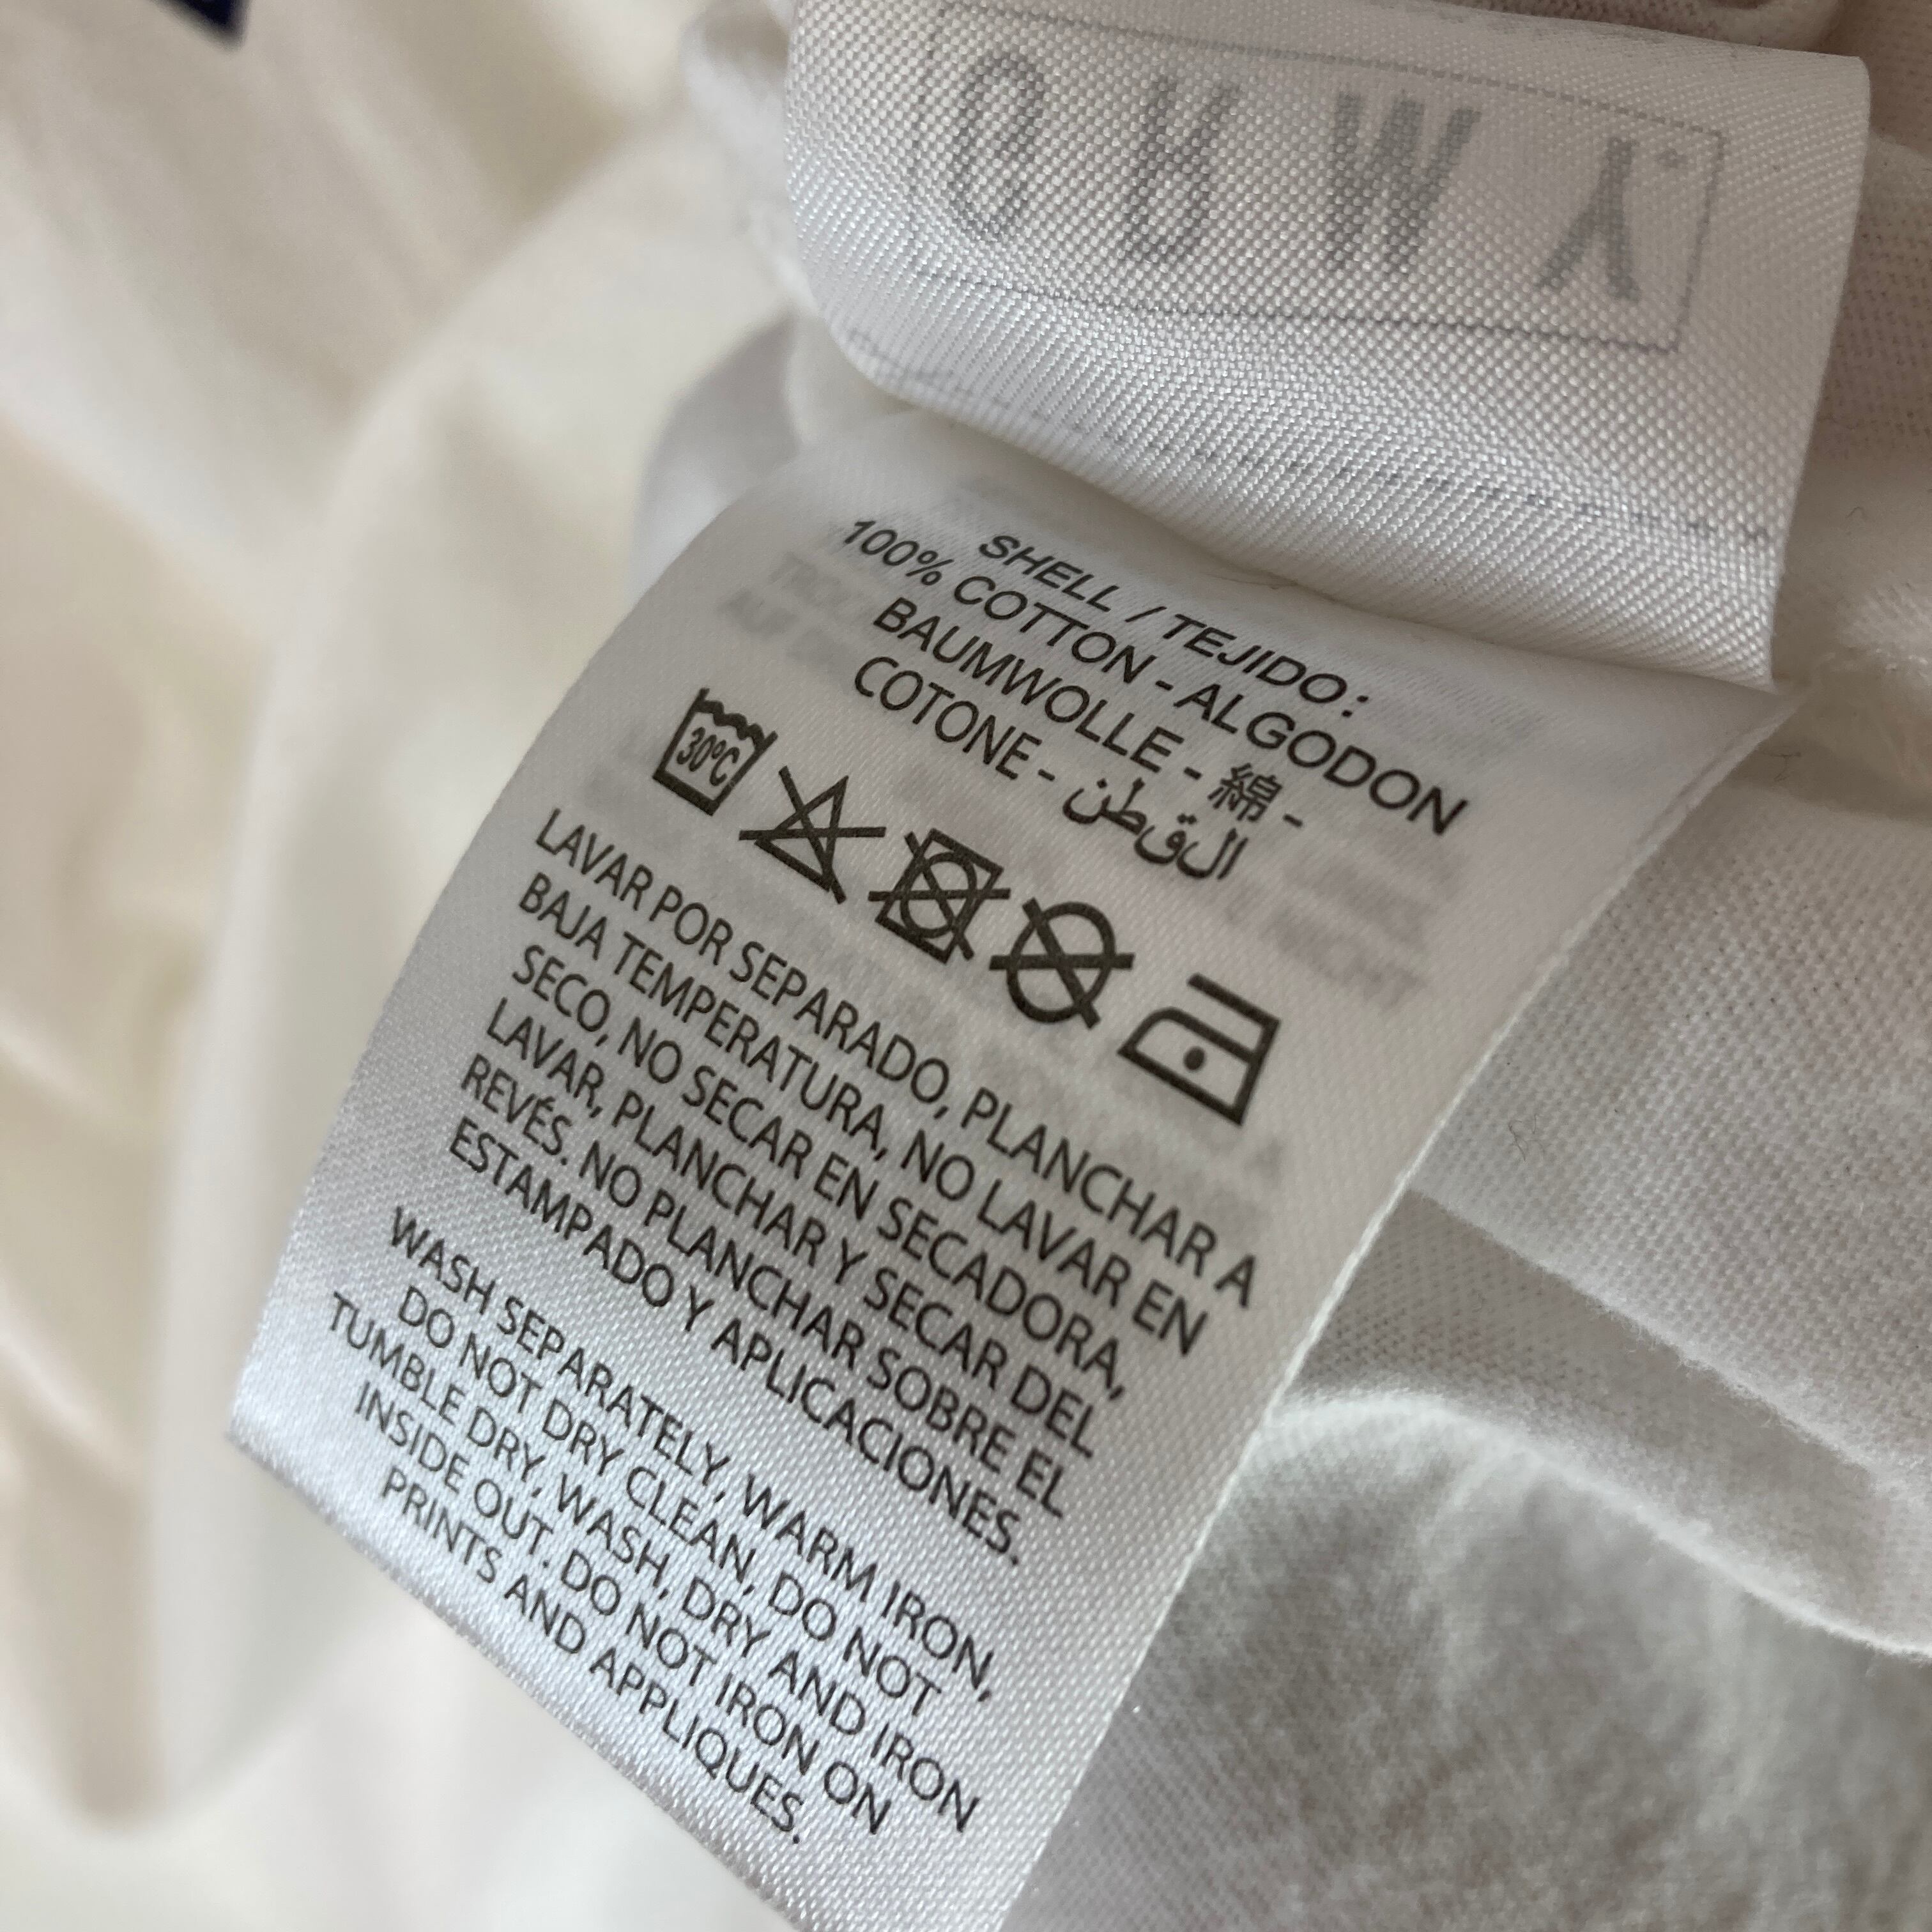 SHELL / TEJIDO:
100% COTTON - ALGODON
BAUMWOLLE - 綿 -
COTONE - القطن
30°C
LAVAR POR SEPARADO, PLANCHAR A
BAJA TEMPERATURA, NO LAVAR EN
SECO, NO SECAR EN SECADORA,
LAVAR, PLANCHAR Y SECAR DEL
REVÉS. NO PLANCHAR SOBRE EL
ESTAMPADO Y APLICACIONES.
WASH SEPARATELY, WARM IRON,
DO NOT DRY CLEAN, DO NOT
TUMBLE DRY, WASH, DRY AND IRON
INSIDE OUT. DO NOT IRON ON
PRINTS AND APPLIQUES.